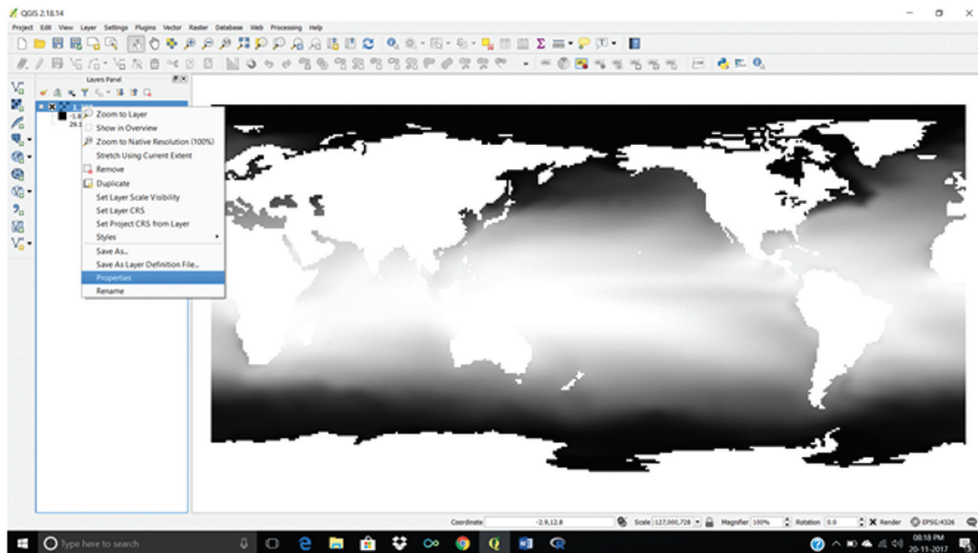 QGIS 2.18.14
Project Edit View Layer Settings Plugins Vector Raster Database Web Processing Help
Layers Panel
Zoom to Layer
Show in Overview
Zoom to Native Resolution (100%)
Stretch Using Current Extent
Remove
Duplicate
Set Layer Scale Visibility
Set Layer CRS
Set Project CRS from Layer
Styles
Save As...
Save As Layer Definition File...
Properties
Rename
Coordinate -2.9,12.8 Scale 1:127,000,728 Magnifier 100% Rotation 0.0 Render EPSG:4326
Type here to search
08:18 PM
20-11-2017